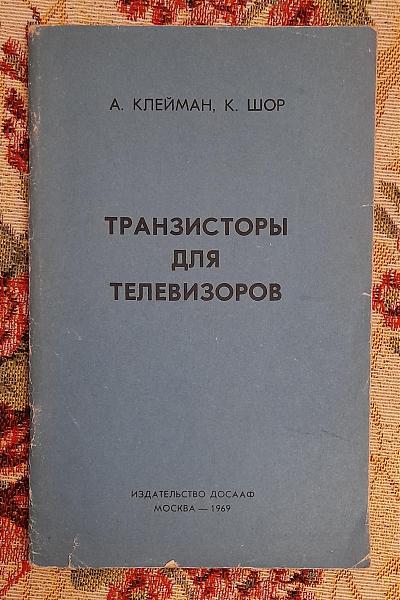 А. КЛЕЙМАН, К. ШОР
ТРАНЗИСТОРЫ
ДЛЯ
ТЕЛЕВИЗОРОВ
ИЗДАТЕЛЬСТВО ДОСААФ
МОСКВА — 1969